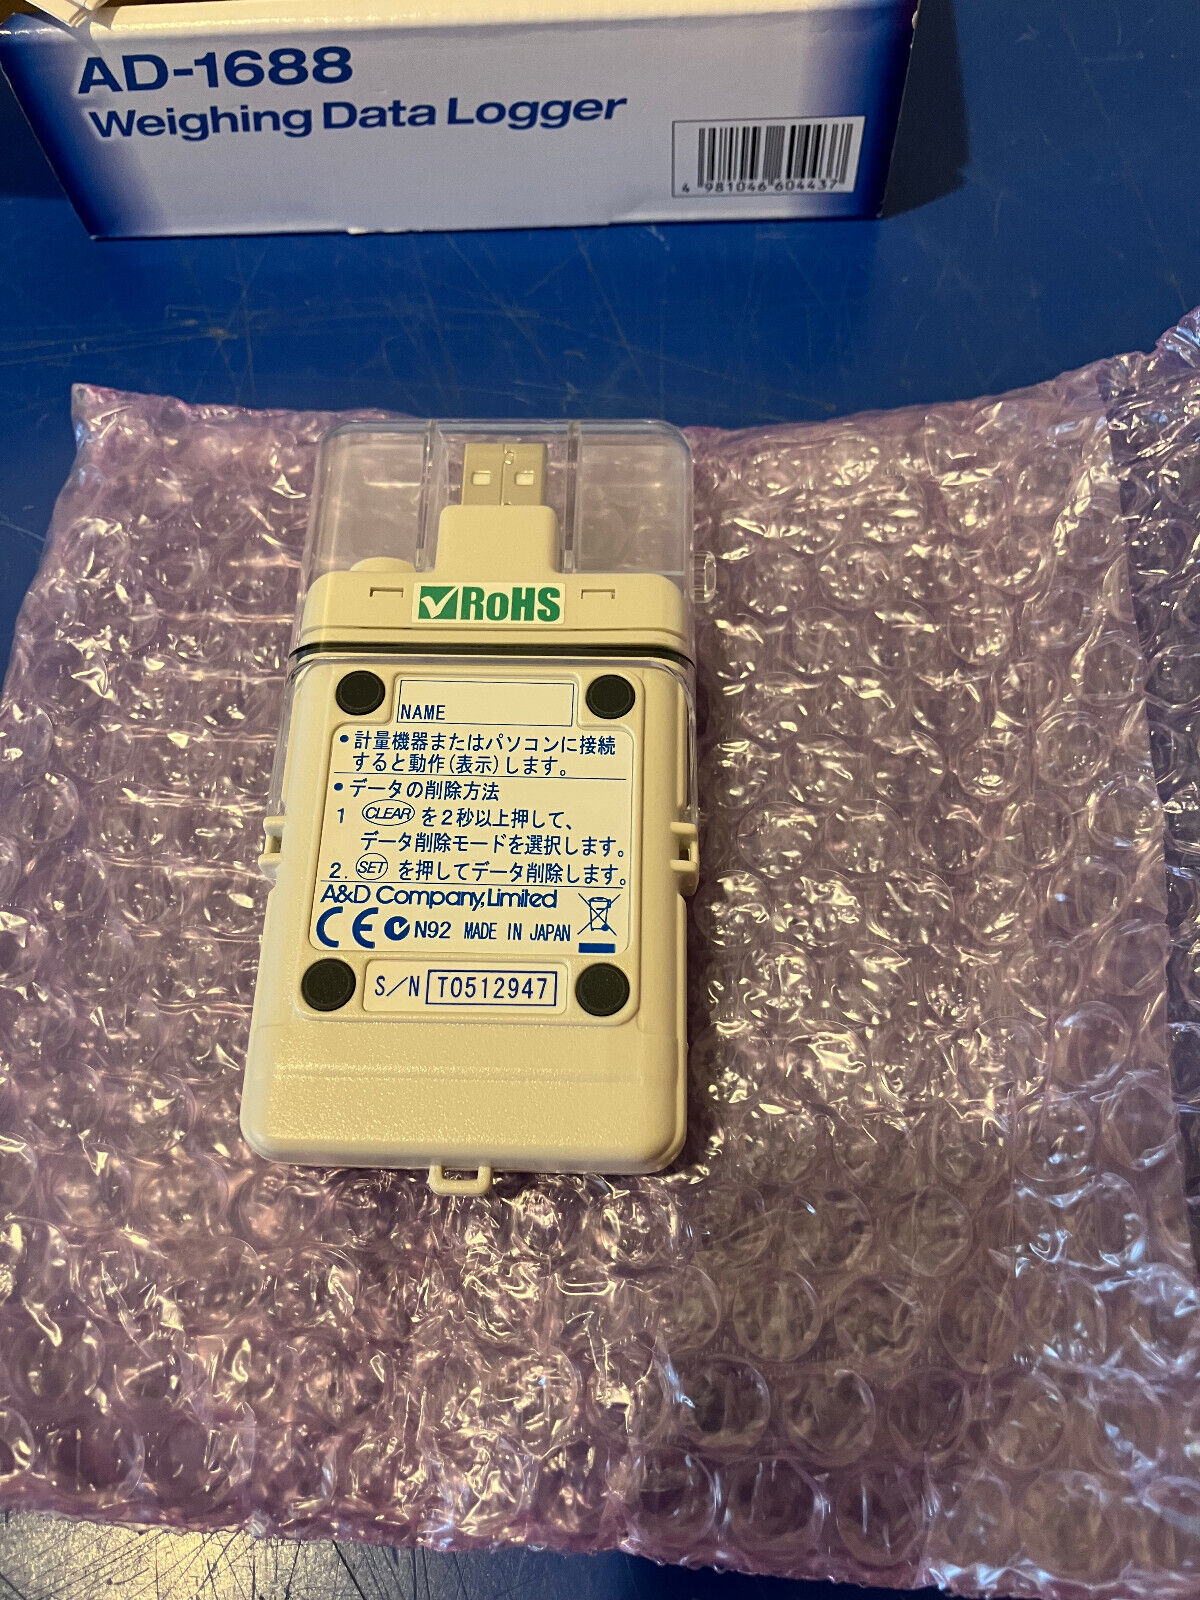 AD-1688
Weighing Data Logger
4 981046 604437
RoHS
NAME
• 計量機器またはパソコンに接続
すると動作(表示)します。
• データの削除方法
1 CLEAR を2秒以上押して、
データ削除モードを選択します。
2. SET を押してデータ削除します。
A&D Company, Limited
CE N92 MADE IN JAPAN
S/N T0512947